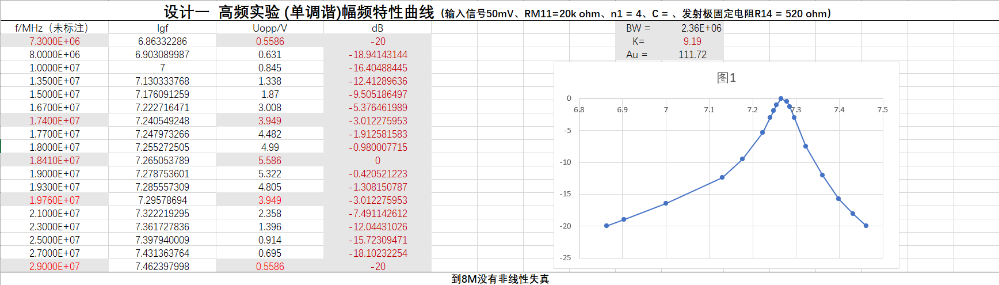 设计一 高频实验 (单调谐)幅频特性曲线（输入信号50mV、RM11=20k ohm、n1 = 4、C = 、发射极固定电阻R14 = 520 ohm）
f/MHz（未标注） lgf Uopp/V dB BW = 2.36E+06
7.3000E+06 6.86332286 0.5586 -20 K= 9.19
8.0000E+06 6.903089987 0.631 -18.94143144 Au = 111.72
1.0000E+07 7 0.845 -16.40488445
1.3500E+07 7.130333768 1.338 -12.41289636
1.5000E+07 7.176091259 1.87 -9.505186497
1.6700E+07 7.222716471 3.008 -5.376461989
1.7400E+07 7.240549248 3.949 -3.012275953
1.7700E+07 7.247973266 4.482 -1.912581583
1.8000E+07 7.255272505 4.99 -0.980007715
1.8410E+07 7.265053789 5.586 0
1.9000E+07 7.278753601 5.322 -0.420521223
1.9300E+07 7.285557309 4.805 -1.308150787
1.9760E+07 7.29578694 3.949 -3.012275953
2.1000E+07 7.322219295 2.358 -7.491142612
2.3000E+07 7.361727836 1.396 -12.04431026
2.5000E+07 7.397940009 0.914 -15.72309471
2.7000E+07 7.431363764 0.695 -18.10232254
2.9000E+07 7.462397998 0.5586 -20
图1
0
6.8 6.9 7 7.1 7.2 7.3 7.4 7.5
-5
-10
-15
-20
-25
到8M没有非线性失真